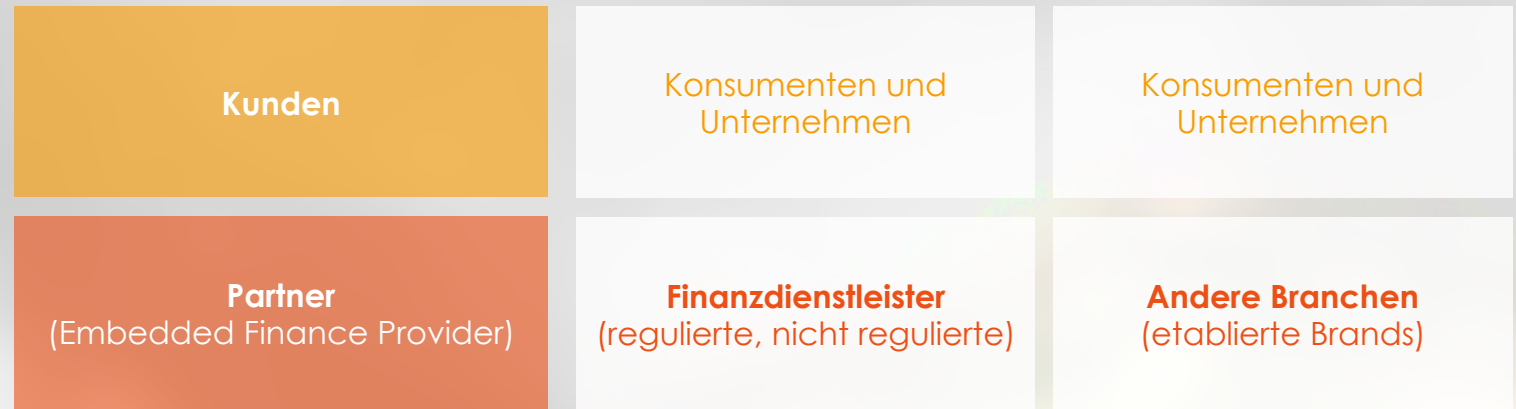 Kunden
Konsumenten und
Unternehmen
Konsumenten und
Unternehmen
Partner
(Embedded Finance Provider)
Finanzdienstleister
(regulierte, nicht regulierte)
Andere Branchen
(etablierte Brands)